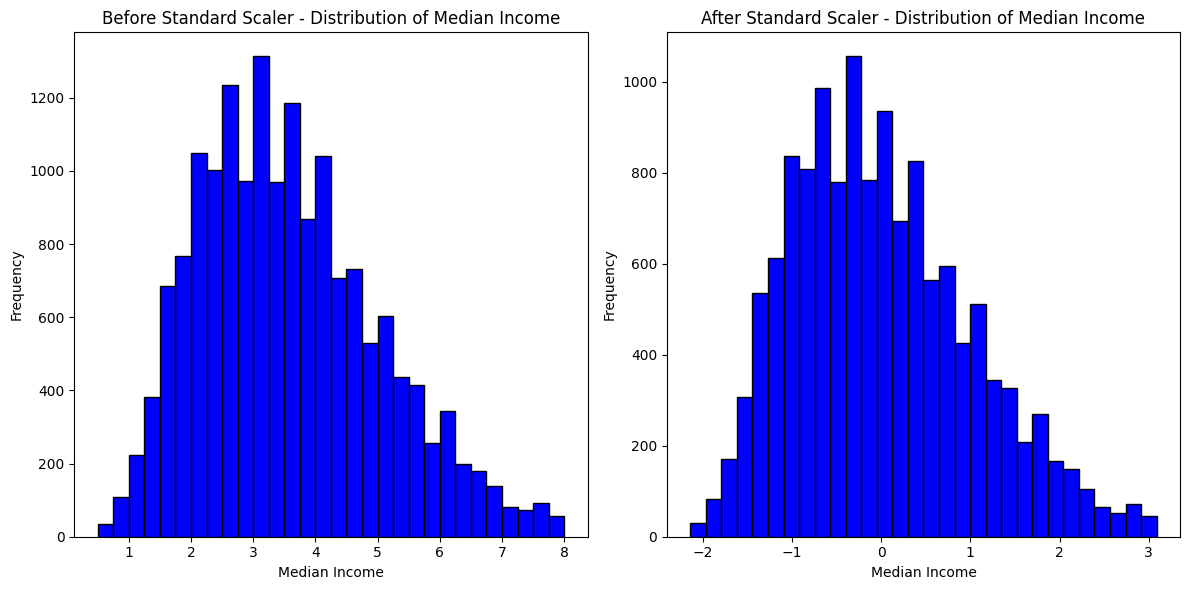 Before Standard Scaler - Distribution of Median Income
1200
1000
800
600
400
200
0
Frequency
1 2 3 4 5 6 7 8
Median Income
After Standard Scaler - Distribution of Median Income
1000
800
600
400
200
0
Frequency
−2 −1 0 1 2 3
Median Income